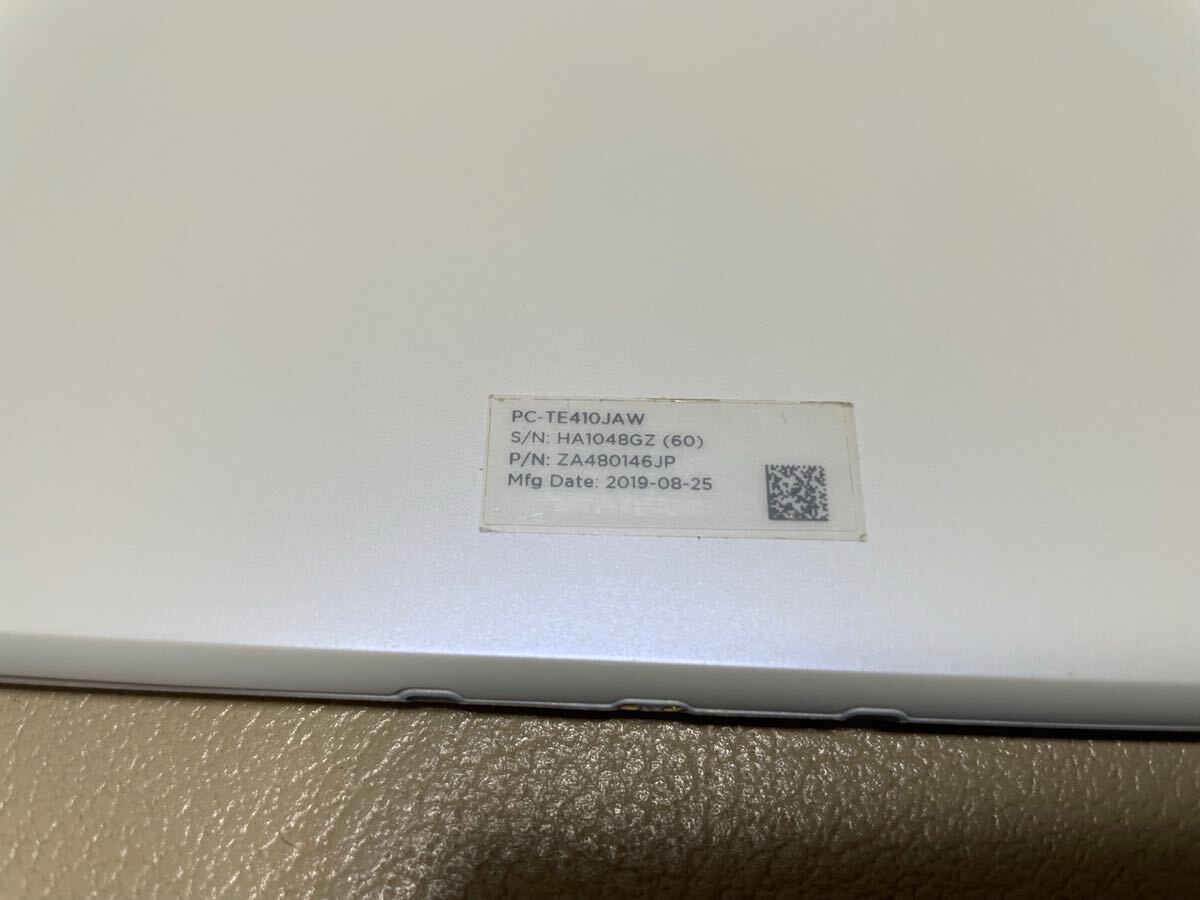 PC-TE410JAW
S/N: HA1048GZ (60)
P/N: ZA480146JP
Mfg Date: 2019-08-25